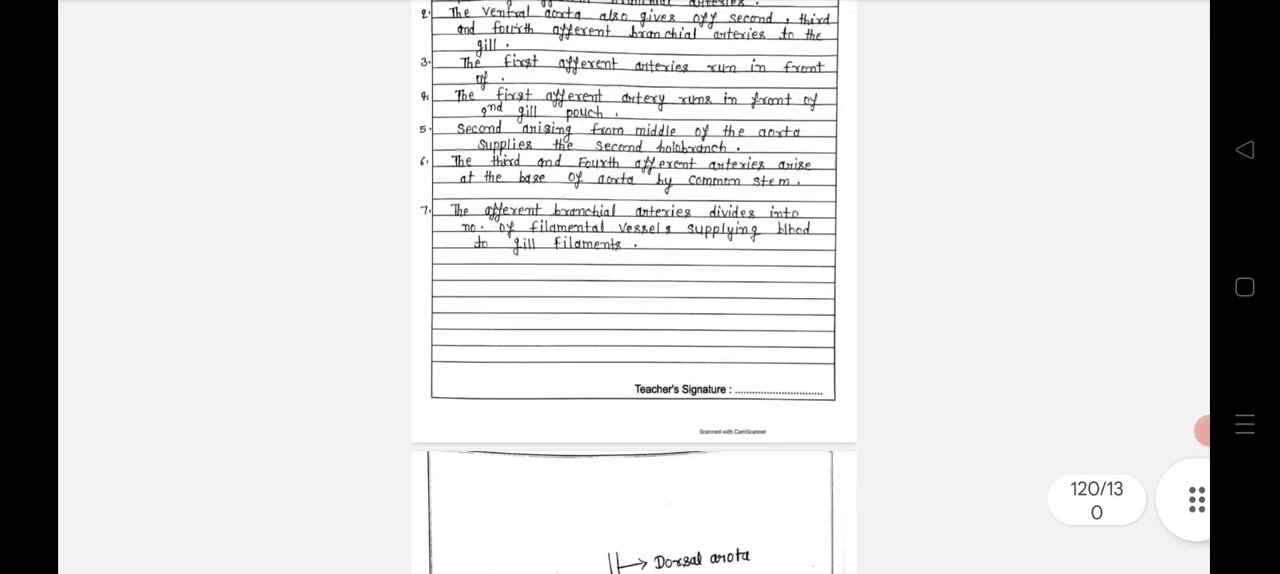 2. The ventral aorta also gives off second, third
and fourth afferent branchial arteries to the
gill.
3. The first afferent arteries run in front
of.
4. The first afferent artery runs in front of
2nd gill pouch.
5. Second arising from middle of the aorta
supplies the second holobranch.
6. The third and Fourth afferent arteries arise
at the base of aorta by common stem.
7. The afferent branchial arteries divides into
no. of filamental vessels supplying blood
to gill filaments.
Teacher's Signature : ............................
Scanned with CamScanner
120/13
0
Dorsal arota